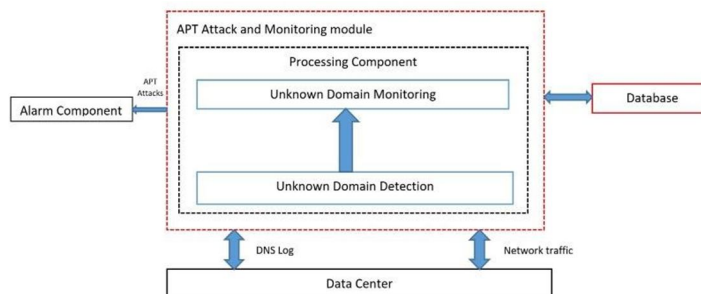 APT Attack and Monitoring module
Processing Component
Unknown Domain Monitoring
APT
Attacks
Alarm Component
Database
Unknown Domain Detection
DNS Log
Network traffic
Data Center